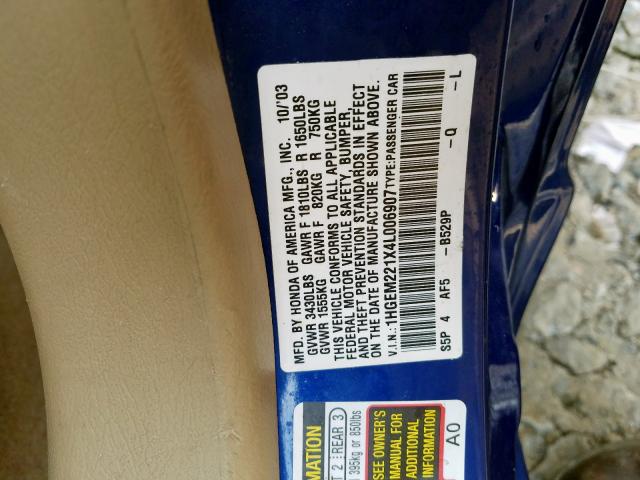 MFD. BY HONDA OF AMERICA MFG., INC. 10/'03
GVWR 3430LBS GAWR F 1810LBS R 1650LBS
GVWR 1555KG GAWR F 820KG R 750KG
THIS VEHICLE CONFORMS TO ALL APPLICABLE
FEDERAL MOTOR VEHICLE SAFETY, BUMPER,
AND THEFT PREVENTION STANDARDS IN EFFECT
ON THE DATE OF MANUFACTURE SHOWN ABOVE.
V.I.N.:1HGEM221X4L006907 TYPE:PASSENGER CAR
S5P 4 AF5 -B529P -Q -L
MATION
T 2 REAR 3
395kg or 850lbs
SEE OWNER'S
MANUAL FOR
ADDITIONAL
INFORMATION
A0